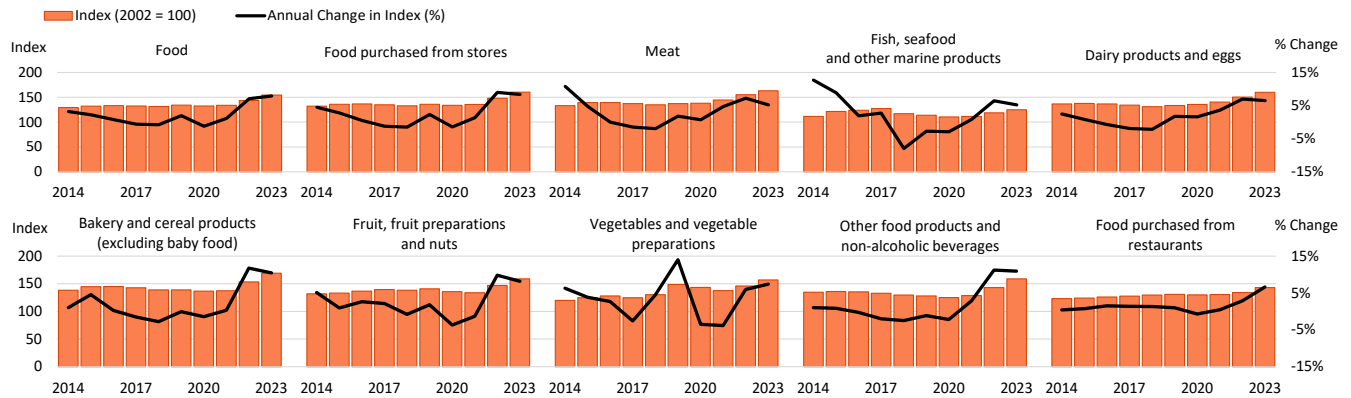 Index (2002 = 100) Annual Change in Index (%)
Index % Change
Food
Food purchased from stores
Meat
Fish, seafood
and other marine products
Dairy products and eggs
200
150
100
50
0
15%
5%
-5%
-15%
2014 2017 2020 2023
2014 2017 2020 2023
2014 2017 2020 2023
2014 2017 2020 2023
2014 2017 2020 2023
Index % Change
Bakery and cereal products
(excluding baby food)
Fruit, fruit preparations
and nuts
Vegetables and vegetable
preparations
Other food products and
non-alcoholic beverages
Food purchased from
restaurants
200
150
100
50
0
15%
5%
-5%
-15%
2014 2017 2020 2023
2014 2017 2020 2023
2014 2017 2020 2023
2014 2017 2020 2023
2014 2017 2020 2023